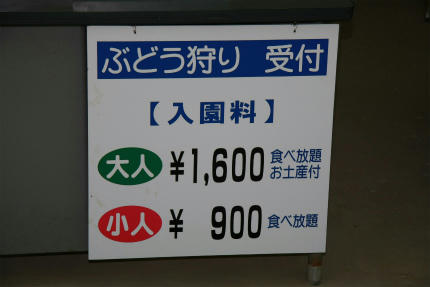 ぶどう狩り 受付
【入園料】
大人 ¥1,600 食べ放題
お土産付
小人 ¥ 900 食べ放題